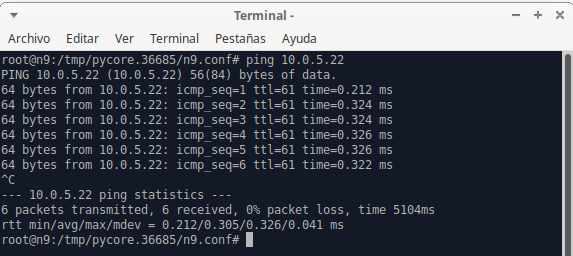 Terminal -
Archivo Editar Ver Terminal Pestañas Ayuda
root@n9:/tmp/pycore.36685/n9.conf# ping 10.0.5.22
PING 10.0.5.22 (10.0.5.22) 56(84) bytes of data.
64 bytes from 10.0.5.22: icmp_seq=1 ttl=61 time=0.212 ms
64 bytes from 10.0.5.22: icmp_seq=2 ttl=61 time=0.324 ms
64 bytes from 10.0.5.22: icmp_seq=3 ttl=61 time=0.324 ms
64 bytes from 10.0.5.22: icmp_seq=4 ttl=61 time=0.326 ms
64 bytes from 10.0.5.22: icmp_seq=5 ttl=61 time=0.326 ms
64 bytes from 10.0.5.22: icmp_seq=6 ttl=61 time=0.322 ms
^C
--- 10.0.5.22 ping statistics ---
6 packets transmitted, 6 received, 0% packet loss, time 5104ms
rtt min/avg/max/mdev = 0.212/0.305/0.326/0.041 ms
root@n9:/tmp/pycore.36685/n9.conf#